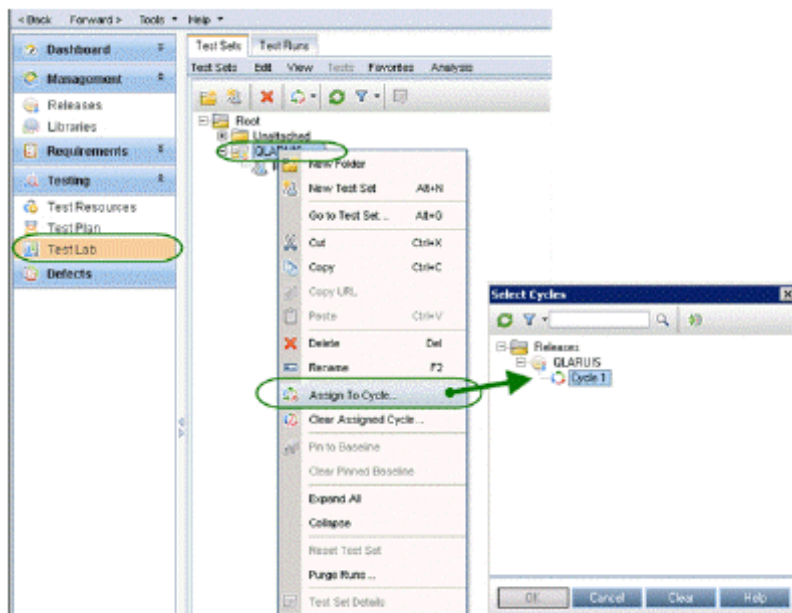 < Back Forward > Tools Help
Dashboard
Management
Releases
Libraries
Requirements
Testing
Test Resources
Test Plan
Test Lab
Defects
Test Sets Test Runs
Test Sets Edit View Tests Favorites Analysis
Root
Unattached
QLARUIS
New Folder
New Test Set Alt+N
Go to Test Set... Alt+G
Cut Ctrl+X
Copy Ctrl+C
Copy URL
Paste Ctrl+V
Delete Del
Rename F2
Assign To Cycle...
Clear Assigned Cycle...
Pin to Baseline
Clear Pinned Baseline
Expand All
Collapse
Reset Test Set
Purge Runs ...
Test Set Details
Select Cycles
Releases
QLARUIS
Cycle 1
OK Cancel Clear Help